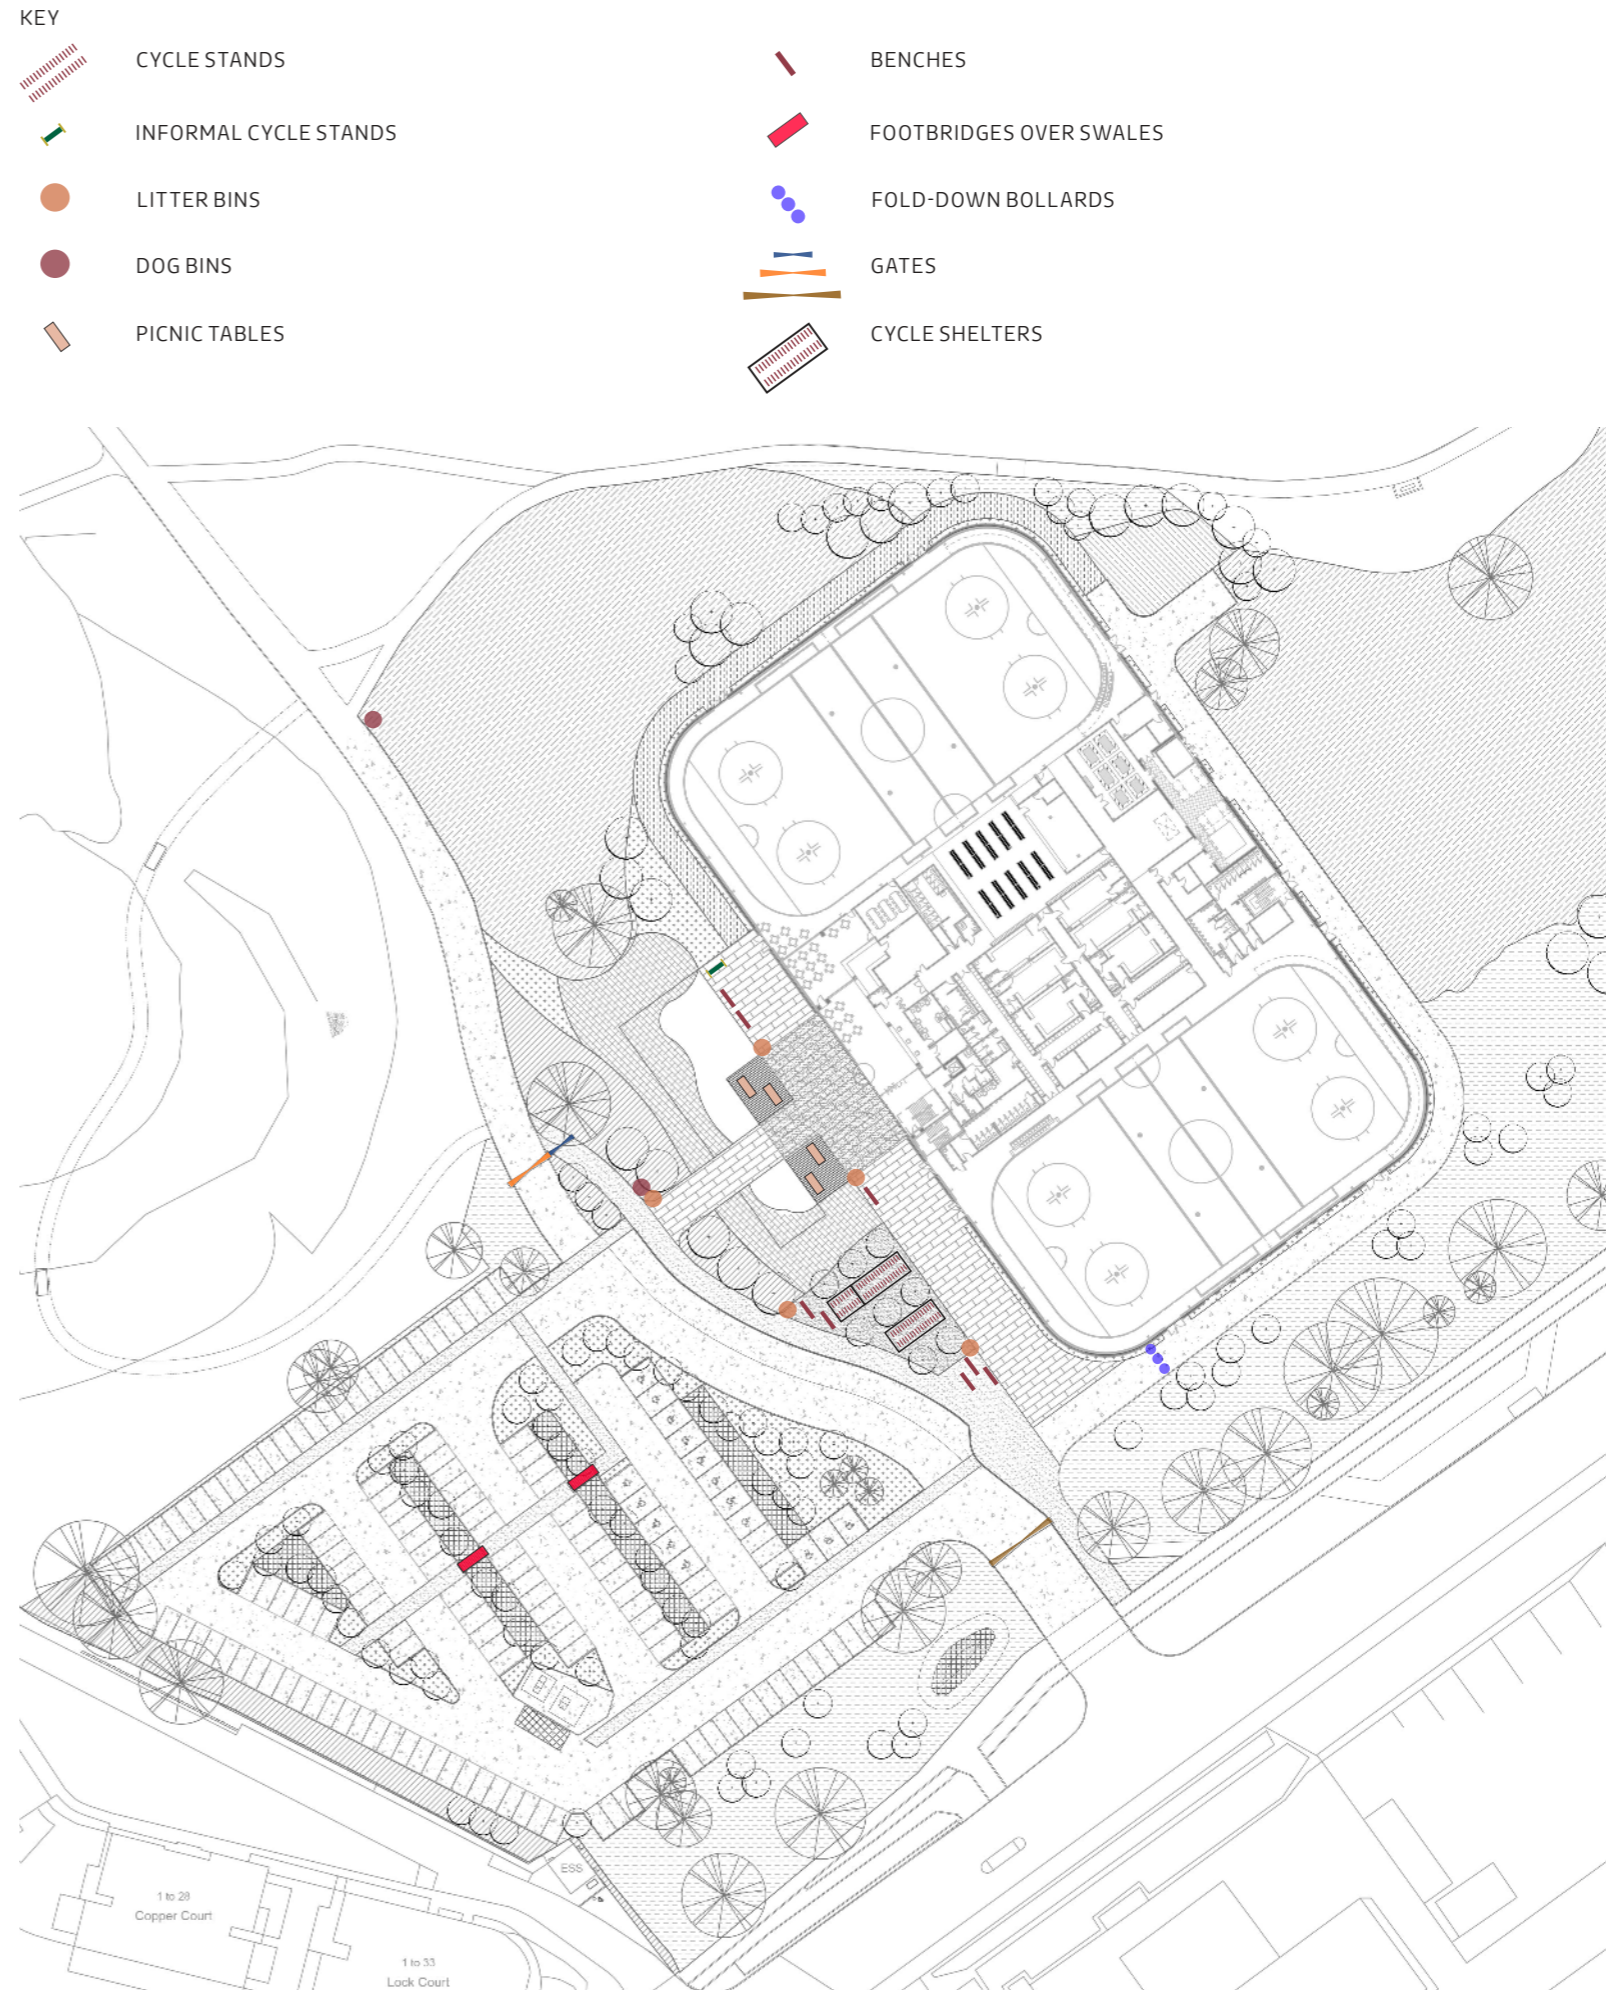 KEY
CYCLE STANDS
BENCHES
INFORMAL CYCLE STANDS
FOOTBRIDGES OVER SWALES
LITTER BINS
FOLD-DOWN BOLLARDS
DOG BINS
GATES
PICNIC TABLES
CYCLE SHELTERS
ESS
1 to 28
Copper Court
1 to 33
Lock Court